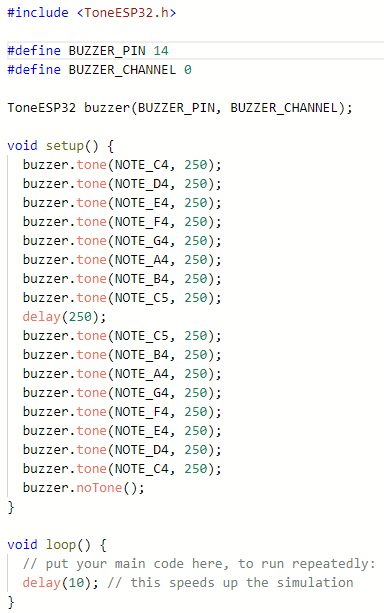 #include <ToneESP32.h>

#define BUZZER_PIN 14
#define BUZZER_CHANNEL 0

ToneESP32 buzzer(BUZZER_PIN, BUZZER_CHANNEL);

void setup() {
  buzzer.tone(NOTE_C4, 250);
  buzzer.tone(NOTE_D4, 250);
  buzzer.tone(NOTE_E4, 250);
  buzzer.tone(NOTE_F4, 250);
  buzzer.tone(NOTE_G4, 250);
  buzzer.tone(NOTE_A4, 250);
  buzzer.tone(NOTE_B4, 250);
  buzzer.tone(NOTE_C5, 250);
  delay(250);
  buzzer.tone(NOTE_C5, 250);
  buzzer.tone(NOTE_B4, 250);
  buzzer.tone(NOTE_A4, 250);
  buzzer.tone(NOTE_G4, 250);
  buzzer.tone(NOTE_F4, 250);
  buzzer.tone(NOTE_E4, 250);
  buzzer.tone(NOTE_D4, 250);
  buzzer.tone(NOTE_C4, 250);
  buzzer.noTone();
}

void loop() {
  // put your main code here, to run repeatedly:
  delay(10); // this speeds up the simulation
}